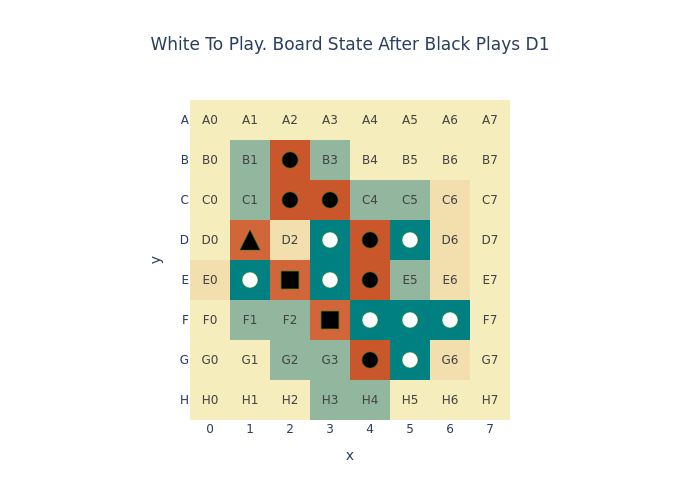 White To Play. Board State After Black Plays D1
A A0 A1 A2 A3 A4 A5 A6 A7
B B0 B1 B3 B4 B5 B6 B7
C C0 C1 C4 C5 C6 C7
D D0 D2 D6 D7
E E0 E5 E6 E7
F F0 F1 F2 F7
G G0 G1 G2 G3 G6 G7
H H0 H1 H2 H3 H4 H5 H6 H7
0 1 2 3 4 5 6 7
x
y